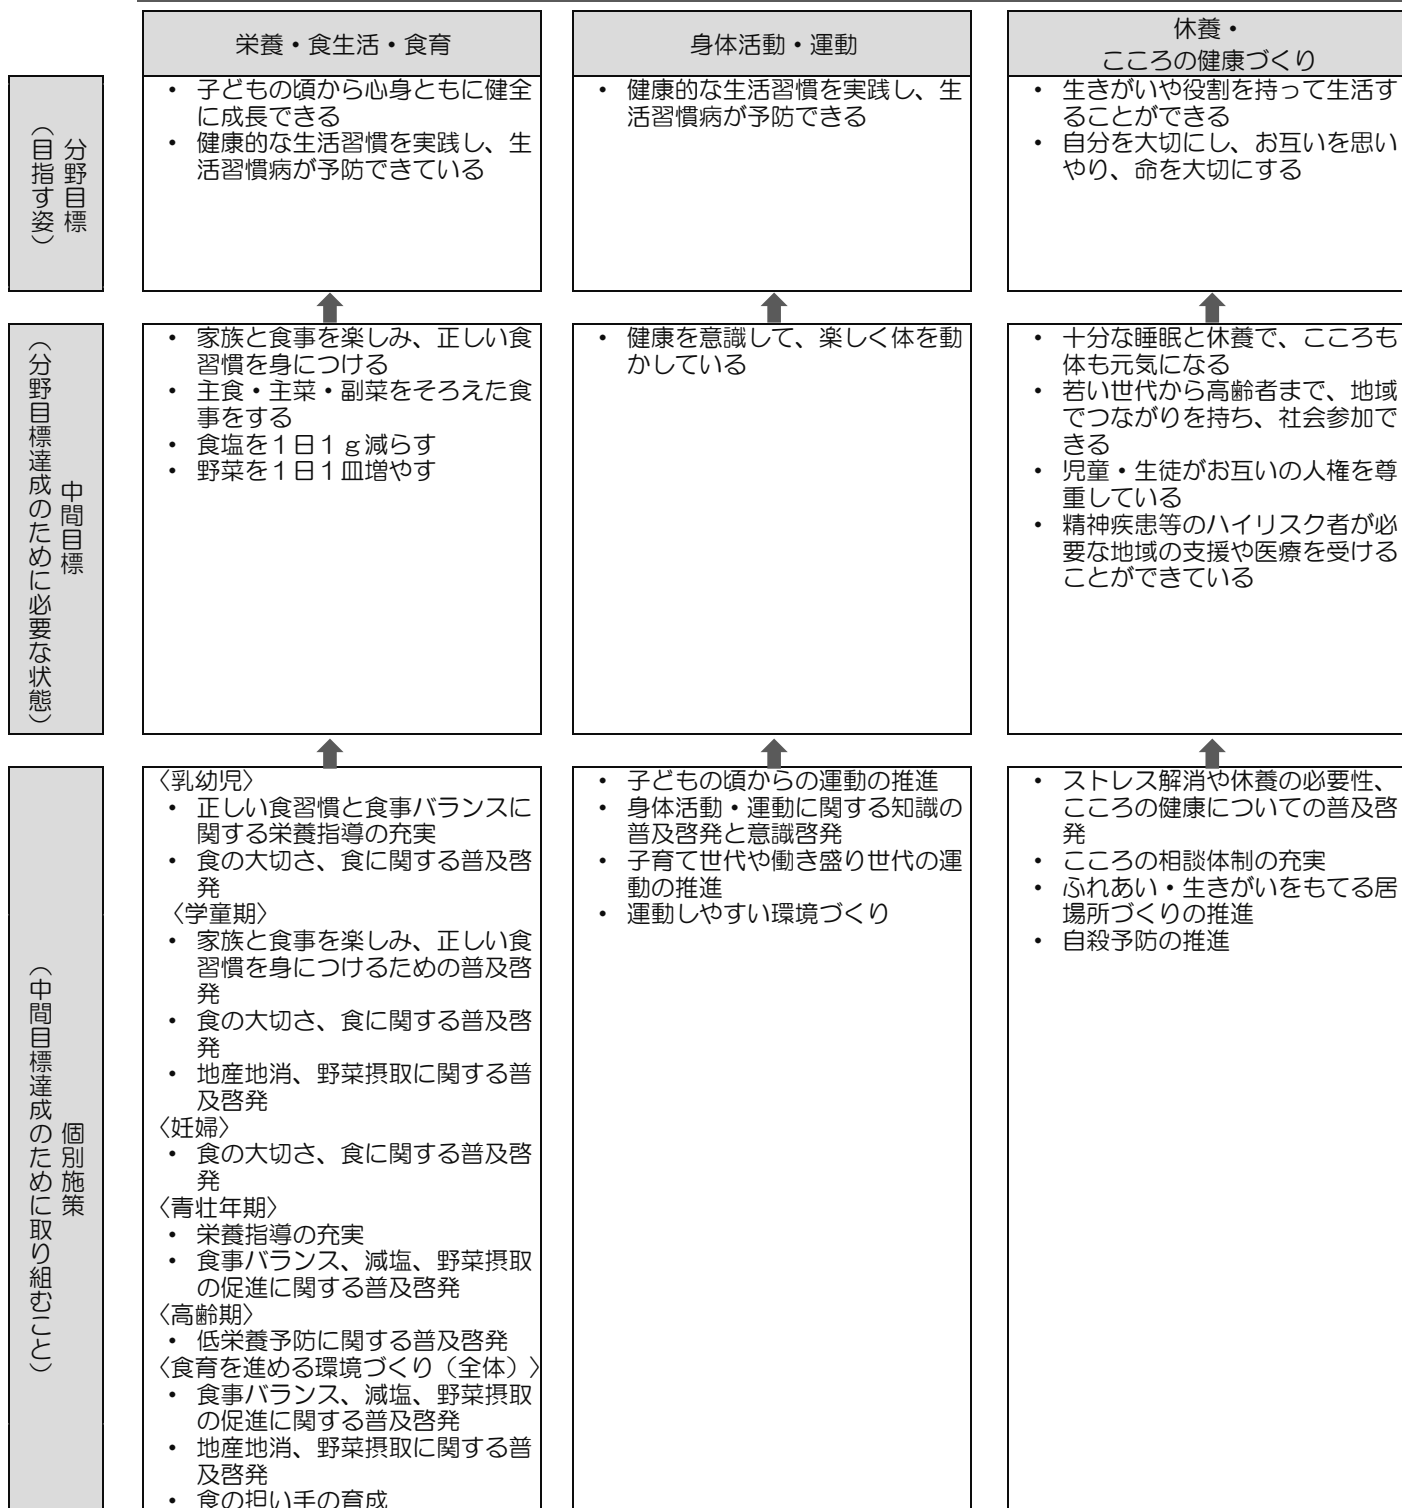 栄養・食生活・食育
身体活動・運動
休養・
こころの健康づくり
分野目標
（目指す姿）
・ 子どもの頃から心身ともに健全
に成長できる
・ 健康的な生活習慣を実践し、生
活習慣病が予防できている
・ 健康的な生活習慣を実践し、生
活習慣病が予防できる
・ 生きがいや役割を持って生活す
ることができる
・ 自分を大切にし、お互いを思い
やり、命を大切にする
中間目標
（分野目標達成のために必要な状態）
・ 家族と食事を楽しみ、正しい食
習慣を身につける
・ 主食・主菜・副菜をそろえた食
事をする
・ 食塩を１日１ｇ減らす
・ 野菜を１日１皿増やす
・ 健康を意識して、楽しく体を動
かしている
・ 十分な睡眠と休養で、こころも
体も元気になる
・ 若い世代から高齢者まで、地域
でつながりを持ち、社会参加で
きる
・ 児童・生徒がお互いの人権を尊
重している
・ 精神疾患等のハイリスク者が必
要な地域の支援や医療を受ける
ことができている
個別施策
（中間目標達成のために取り組むこと）
〈乳幼児〉
・ 正しい食習慣と食事バランスに
関する栄養指導の充実
・ 食の大切さ、食に関する普及啓
発
〈学童期〉
・ 家族と食事を楽しみ、正しい食
習慣を身につけるための普及啓
発
・ 食の大切さ、食に関する普及啓
発
・ 地産地消、野菜摂取に関する普
及啓発
〈妊婦〉
・ 食の大切さ、食に関する普及啓
発
〈青壮年期〉
・ 栄養指導の充実
・ 食事バランス、減塩、野菜摂取
の促進に関する普及啓発
〈高齢期〉
・ 低栄養予防に関する普及啓発
〈食育を進める環境づくり（全体）〉
・ 食事バランス、減塩、野菜摂取
の促進に関する普及啓発
・ 地産地消、野菜摂取に関する普
及啓発
・ 食の担い手の育成
・ 子どもの頃からの運動の推進
・ 身体活動・運動に関する知識の
普及啓発と意識啓発
・ 子育て世代や働き盛り世代の運
動の推進
・ 運動しやすい環境づくり
・ ストレス解消や休養の必要性、
こころの健康についての普及啓
発
・ こころの相談体制の充実
・ ふれあい・生きがいをもてる居
場所づくりの推進
・ 自殺予防の推進